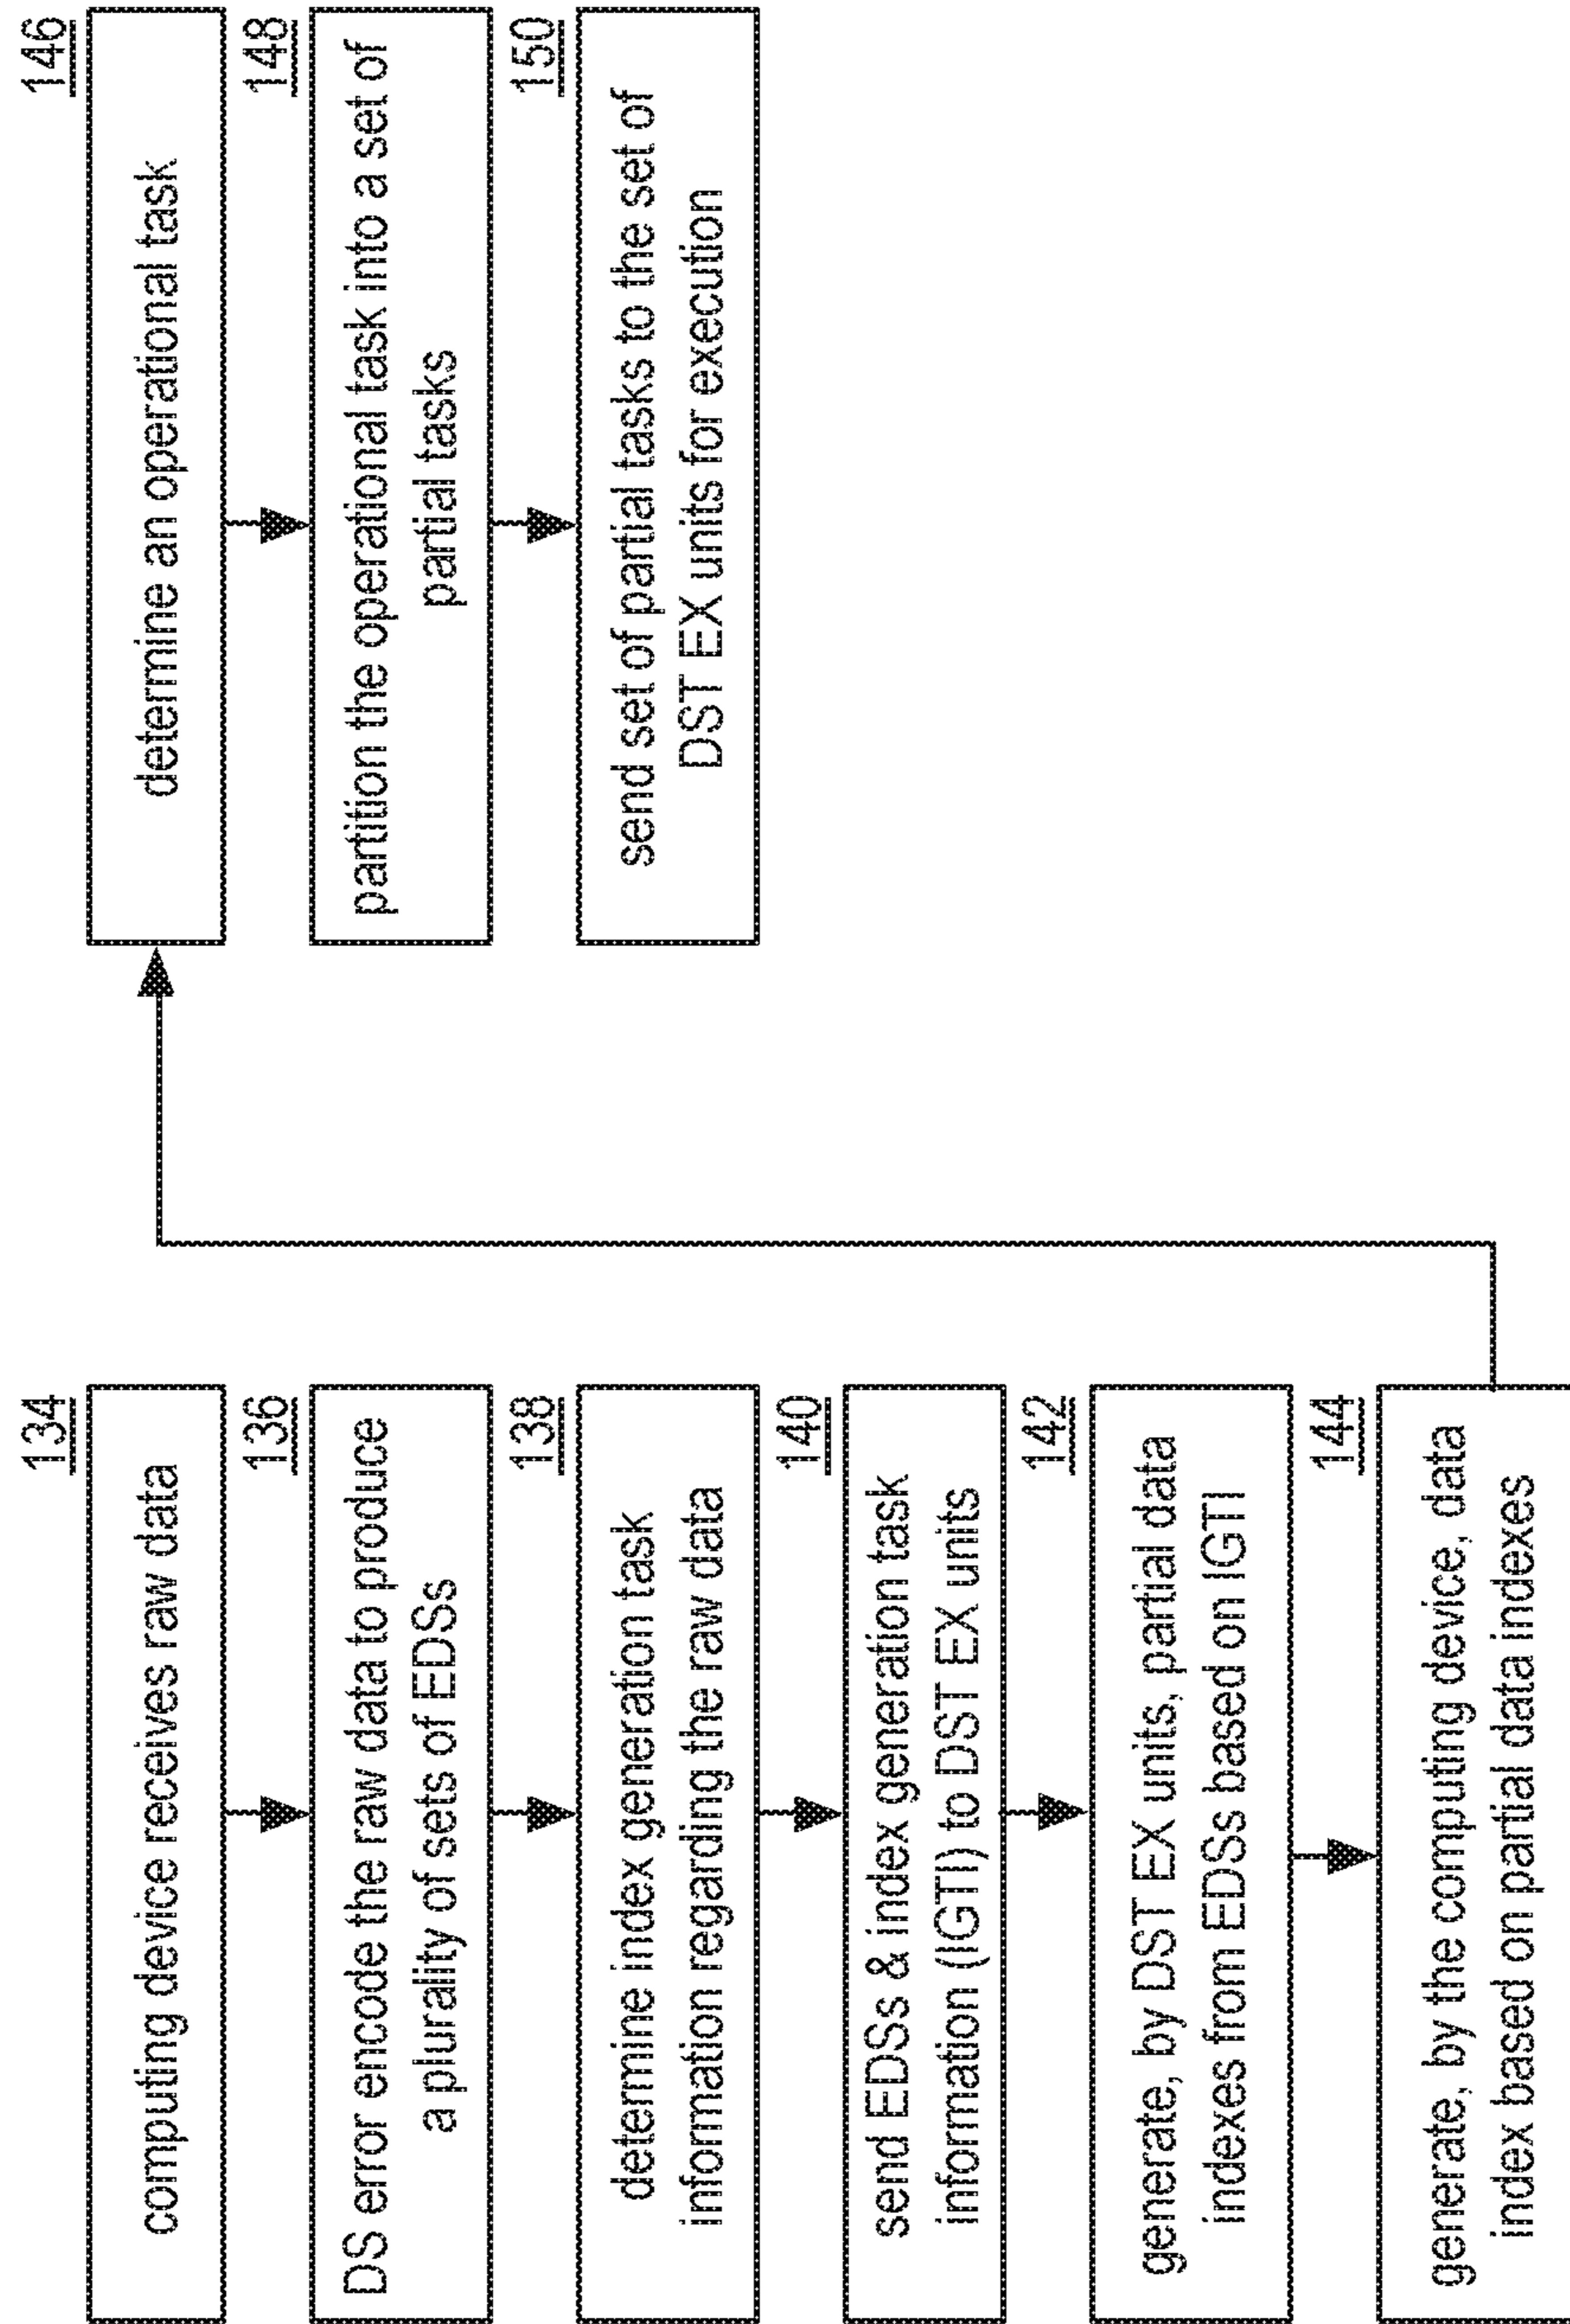 134
computing device receives raw data
136
DS error encode the raw data to produce
a plurality of sets of EDSs
138
determine index generation task
information regarding the raw data
140
send EDSs & index generation task
information (IGTI) to DST EX units
142
generate, by DST EX units, partial data
indexes from EDSs based on IGTI
144
generate, by the computing device, data
index based on partial data indexes
146
determine an operational task
148
partition the operational task into a set of
partial tasks
150
send set of partial tasks to the set of
DST EX units for execution